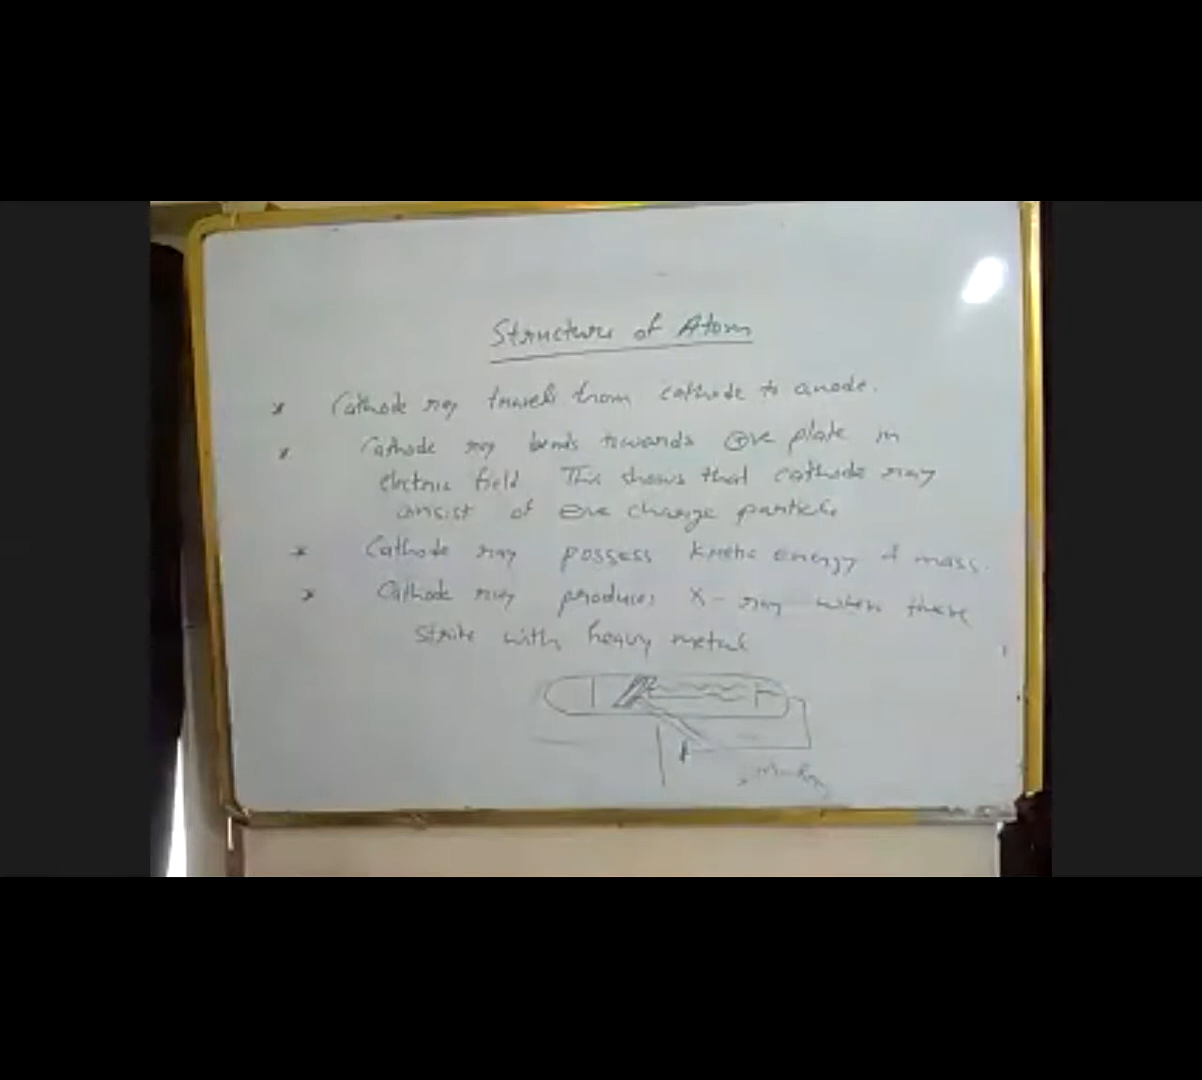 Structure of Atom
* Cathode ray travels from cathode to anode.
* Cathode ray bends towards ⊕ve plate in
electric field. This shows that cathode ray
consist of ⊖ve charge particle
* Cathode ray possess kinetic energy & mass.
* Cathode ray produces X-ray when these
strike with heavy metal